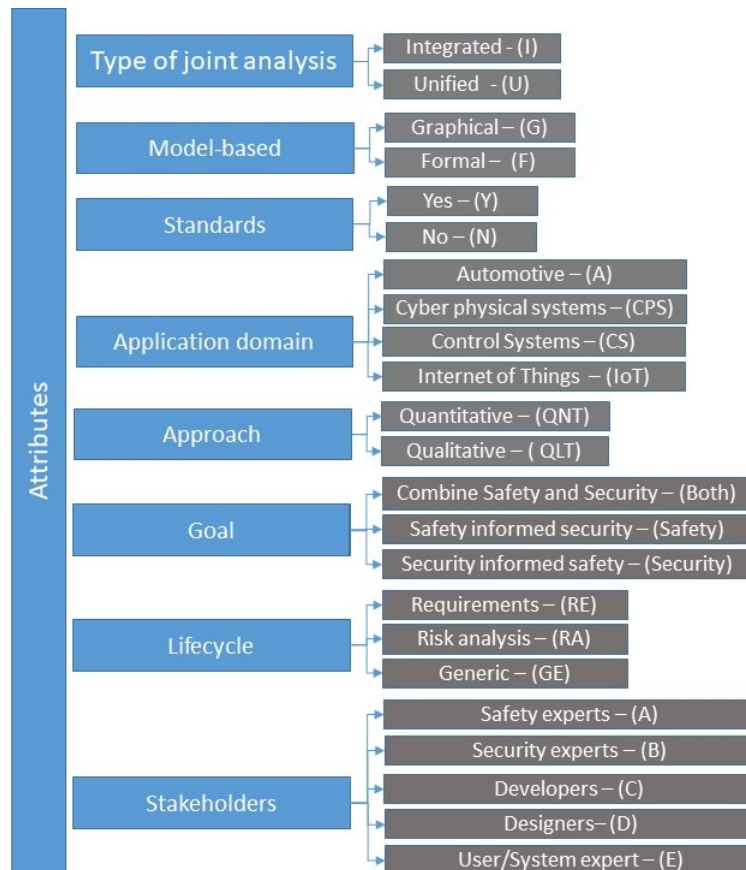 Attributes
Type of joint analysis
Integrated - (I)
Unified - (U)
Model-based
Graphical – (G)
Formal – (F)
Standards
Yes – (Y)
No – (N)
Application domain
Automotive – (A)
Cyber physical systems – (CPS)
Control Systems – (CS)
Internet of Things – (IoT)
Approach
Quantitative – (QNT)
Qualitative – ( QLT)
Goal
Combine Safety and Security – (Both)
Safety informed security – (Safety)
Security informed safety – (Security)
Lifecycle
Requirements – (RE)
Risk analysis – (RA)
Generic – (GE)
Stakeholders
Safety experts – (A)
Security experts – (B)
Developers – (C)
Designers– (D)
User/System expert – (E)